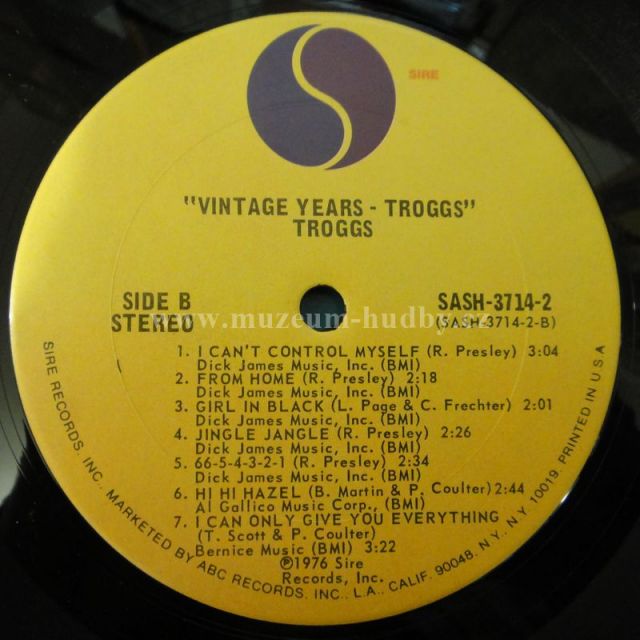 SIRE
"VINTAGE YEARS - TROGGS"
TROGGS
SIDE B
STEREO
SASH-3714-2
(SASH-3714-2-B)
www.muzeum-hudby.cz
1. I CAN'T CONTROL MYSELF (R. Presley) 3:04
Dick James Music, Inc. (BMI)
2. FROM HOME (R. Presley) 2:18
Dick James Music, Inc. (BMI)
3. GIRL IN BLACK (L. Page & C. Frechter) 2:01
Dick James Music, Inc. (BMI)
4. JINGLE JANGLE (R. Presley) 2:26
Dick James Music, Inc. (BMI)
5. 66-5-4-3-2-1 (R. Presley) 2:34
Dick James Music, Inc. (BMI)
6. HI HI HAZEL (B. Martin & P. Coulter) 2:44
Al Gallico Music Corp., (BMI)
7. I CAN ONLY GIVE YOU EVERYTHING
(T. Scott & P. Coulter)
Bernice Music (BMI) 3:22
℗1976 Sire
Records, Inc.
SIRE RECORDS, INC., MARKETED BY ABC RECORDS, INC., L.A., CALIF. 90048, N.Y., N.Y. 10019. PRINTED IN U.S.A